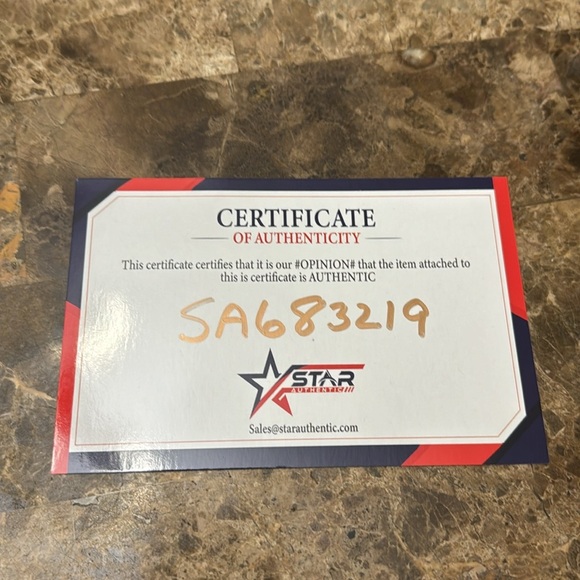 CERTIFICATE
OF AUTHENTICITY
This certificate certifies that it is our #OPINION# that the item attached to
this is certificate is AUTHENTIC
SA683219
STAR
AUTHENTIC
Sales@starauthentic.com